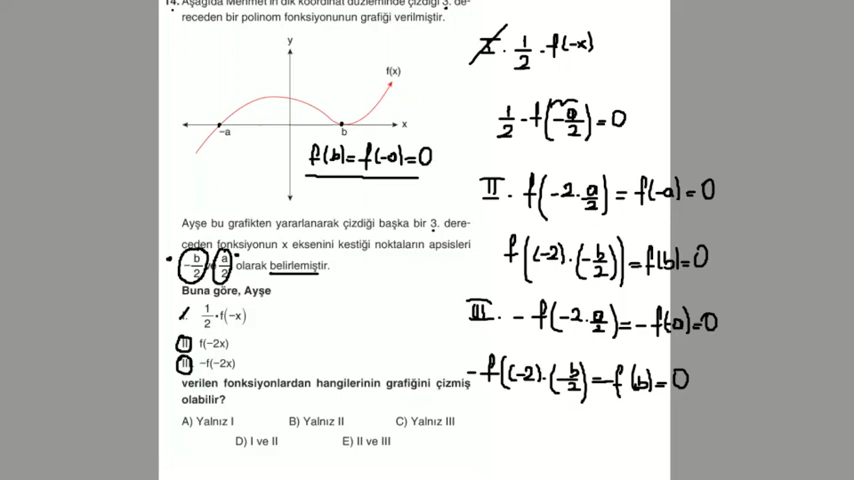 14. Aşağıda Mehmet'in dik koordinat düzleminde çizdiği 3. de-
receden bir polinom fonksiyonunun grafiği verilmiştir.
y
f(x)
-a
b
x
f(b)=f(-a)=0
Ayşe bu grafikten yararlanarak çizdiği başka bir 3. dere-
ceden fonksiyonun x eksenini kestiği noktaların apsisleri
-b/2 ve a/2 olarak belirlemiştir.
Buna göre, Ayşe
I. 1/2·f(-x)
II. f(-2x)
III. -f(-2x)
verilen fonksiyonlardan hangilerinin grafiğini çizmiş
olabilir?
A) Yalnız I B) Yalnız II C) Yalnız III
D) I ve II E) II ve III
I. 1/2 · f(-x)
1/2 - f(-a/2)=0
II. f(-2.a/2)=f(-a)=0
f((-2).(-b/2))=f(b)=0
III. -f(-2.a/2)=-f(-a)=0
-f((-2).(-b/2)=-f(b)=0